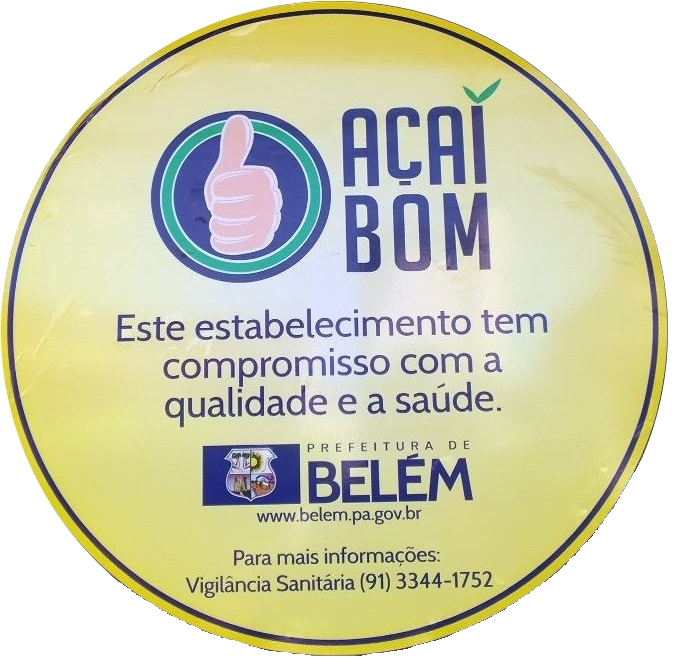 AÇAÍ
BOM
Este estabelecimento tem
compromisso com a
qualidade e a saúde.
PREFEITURA DE
BELÉM
www.belem.pa.gov.br
Para mais informações:
Vigilância Sanitária (91) 3344-1752